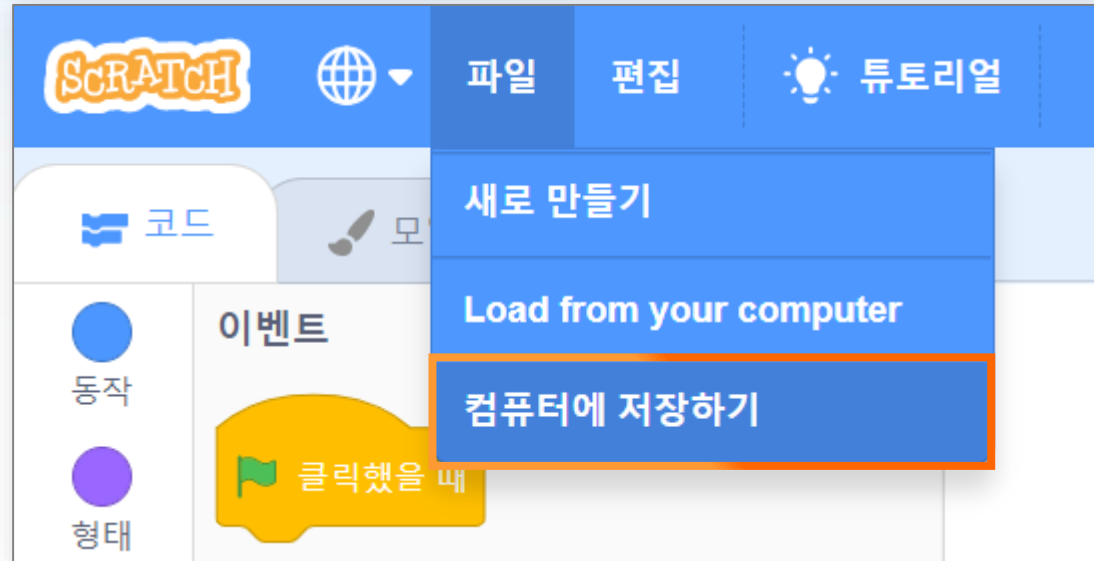 SCRATCH 파일 편집 튜토리얼
새로 만들기
코드
Load from your computer
이벤트
동작
컴퓨터에 저장하기
클릭했을 때
형태